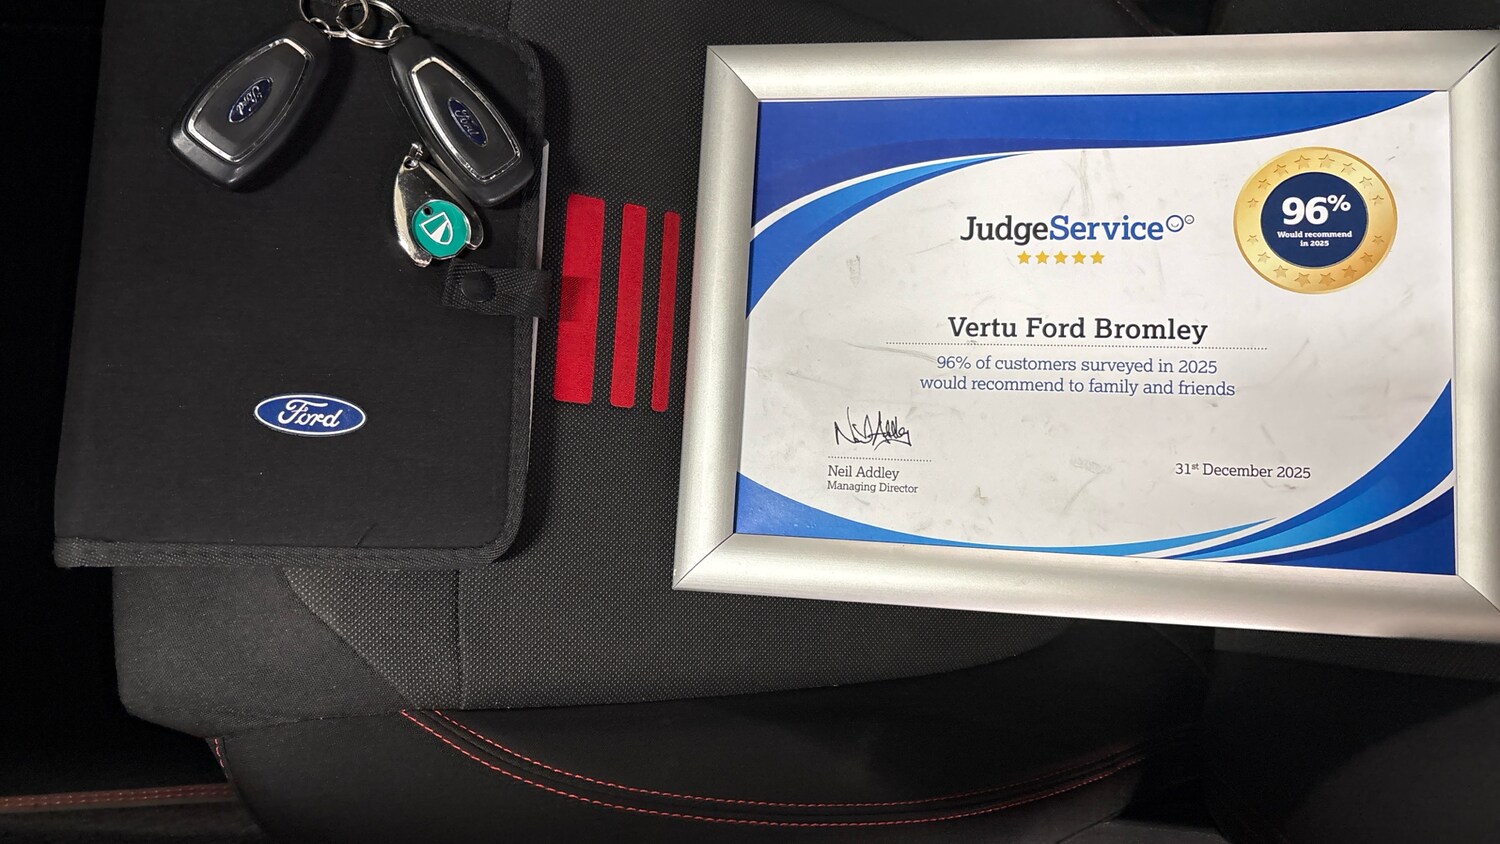 Ford
Ford
Ford
JudgeService
96%
Would recommend
in 2025
Vertu Ford Bromley
96% of customers surveyed in 2025
would recommend to family and friends
Neil Addley
Managing Director
31st December 2025